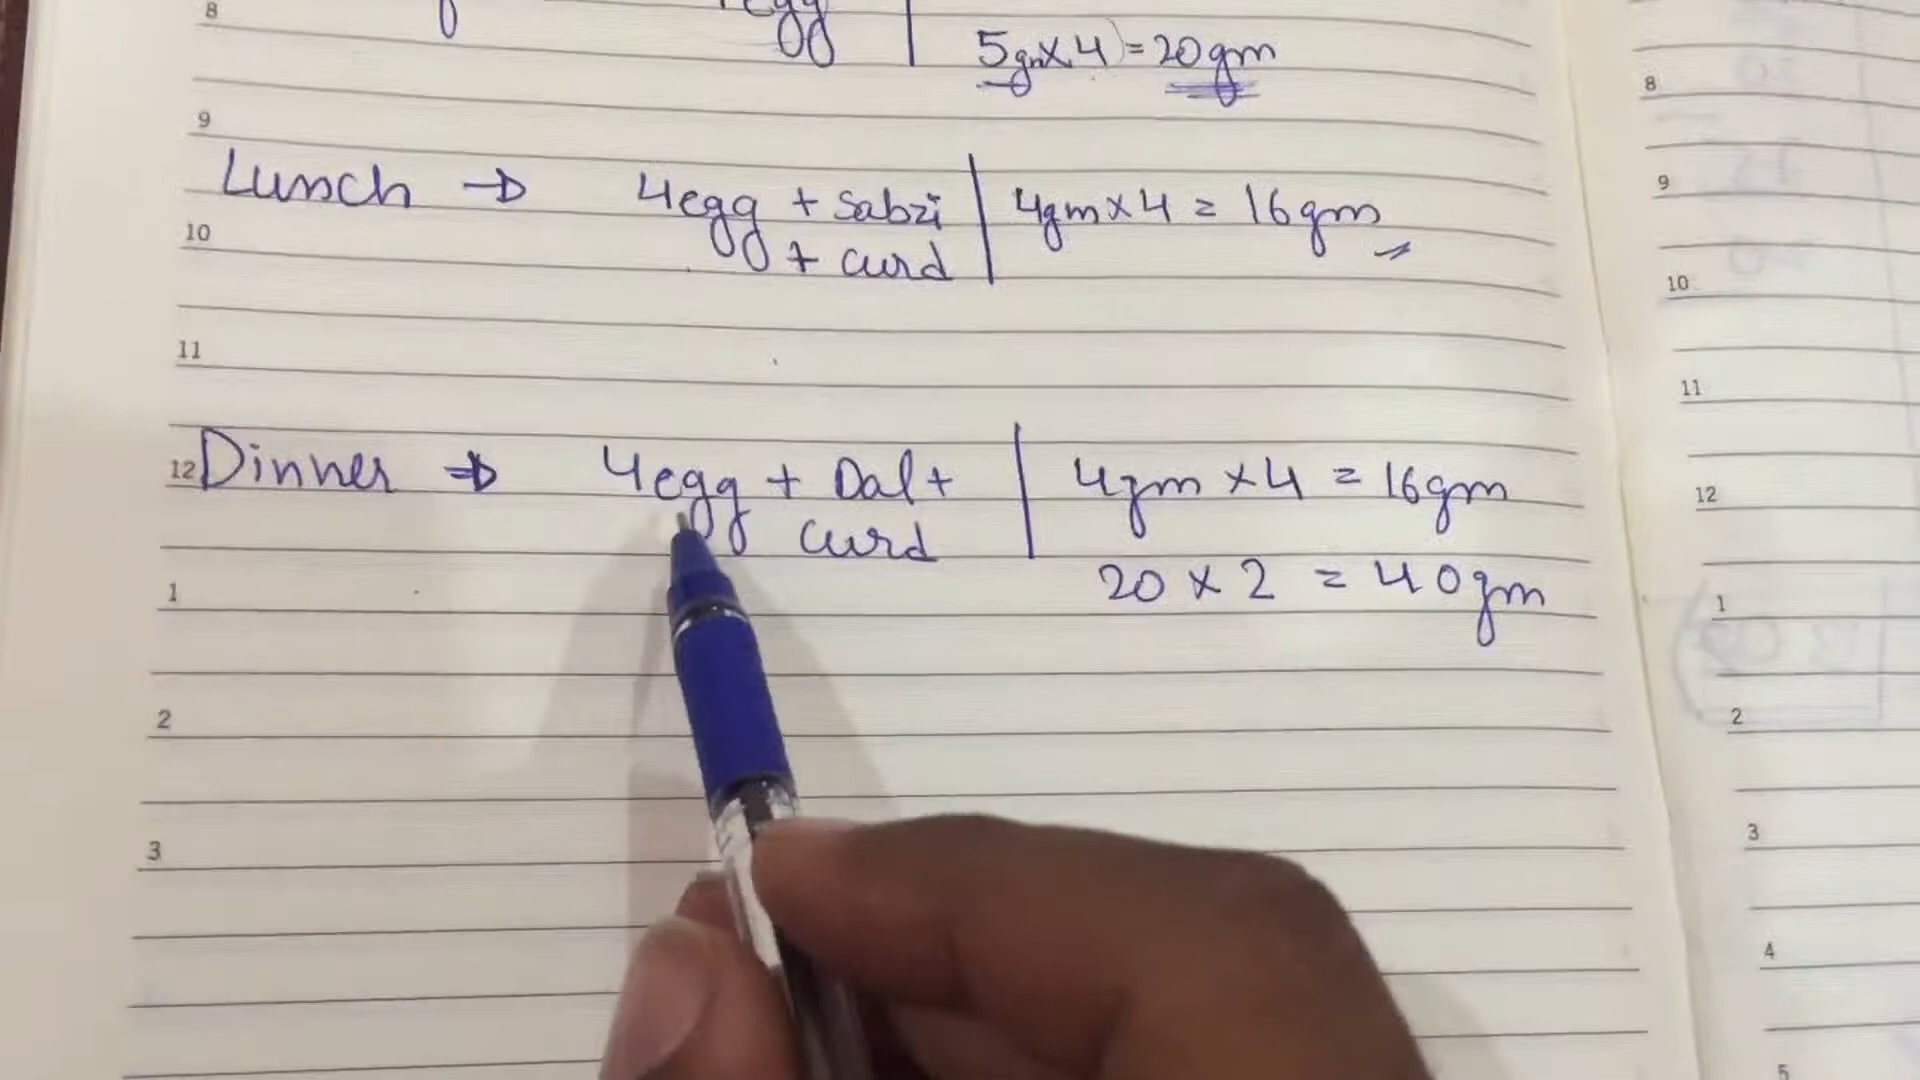 8
egg
5gm x 4 = 20gm
9
Lunch → 4egg + Sabzi | 4gm x 4 = 16gm
+ curd
10
11
12 Dinner → 4egg + Dal + | 4gm x 4 = 16gm
curd
20 x 2 = 40gm
1
2
3
8
9
10
11
12
1
2
3
4
5